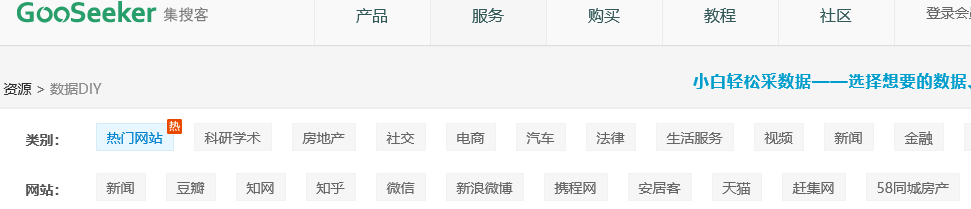 GooSeeker 集搜客 产品 服务 购买 教程 社区 登录会
资源 > 数据DIY 小白轻松采数据——选择想要的数据、
类别: 热门网站 热 科研学术 房地产 社交 电商 汽车 法律 生活服务 视频 新闻 金融
网站: 新闻 豆瓣 知网 知乎 微信 新浪微博 携程网 安居客 天猫 赶集网 58同城房产